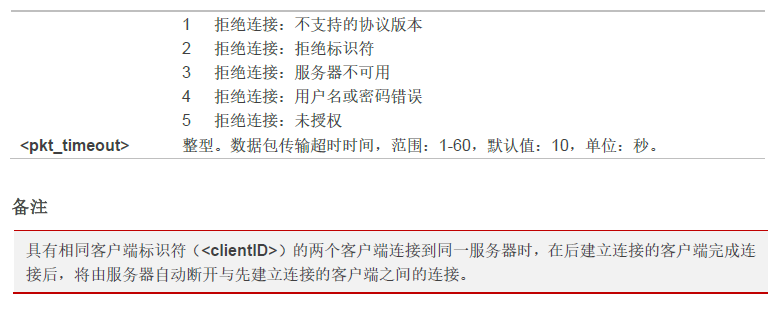 1 拒绝连接：不支持的协议版本
2 拒绝连接：拒绝标识符
3 拒绝连接：服务器不可用
4 拒绝连接：用户名或密码错误
5 拒绝连接：未授权
<pkt_timeout> 整型。数据包传输超时时间，范围：1-60，默认值：10，单位：秒。
备注
具有相同客户端标识符（<clientID>）的两个客户端连接到同一服务器时，在后建立连接的客户端完成连
接后，将由服务器自动断开与先建立连接的客户端之间的连接。